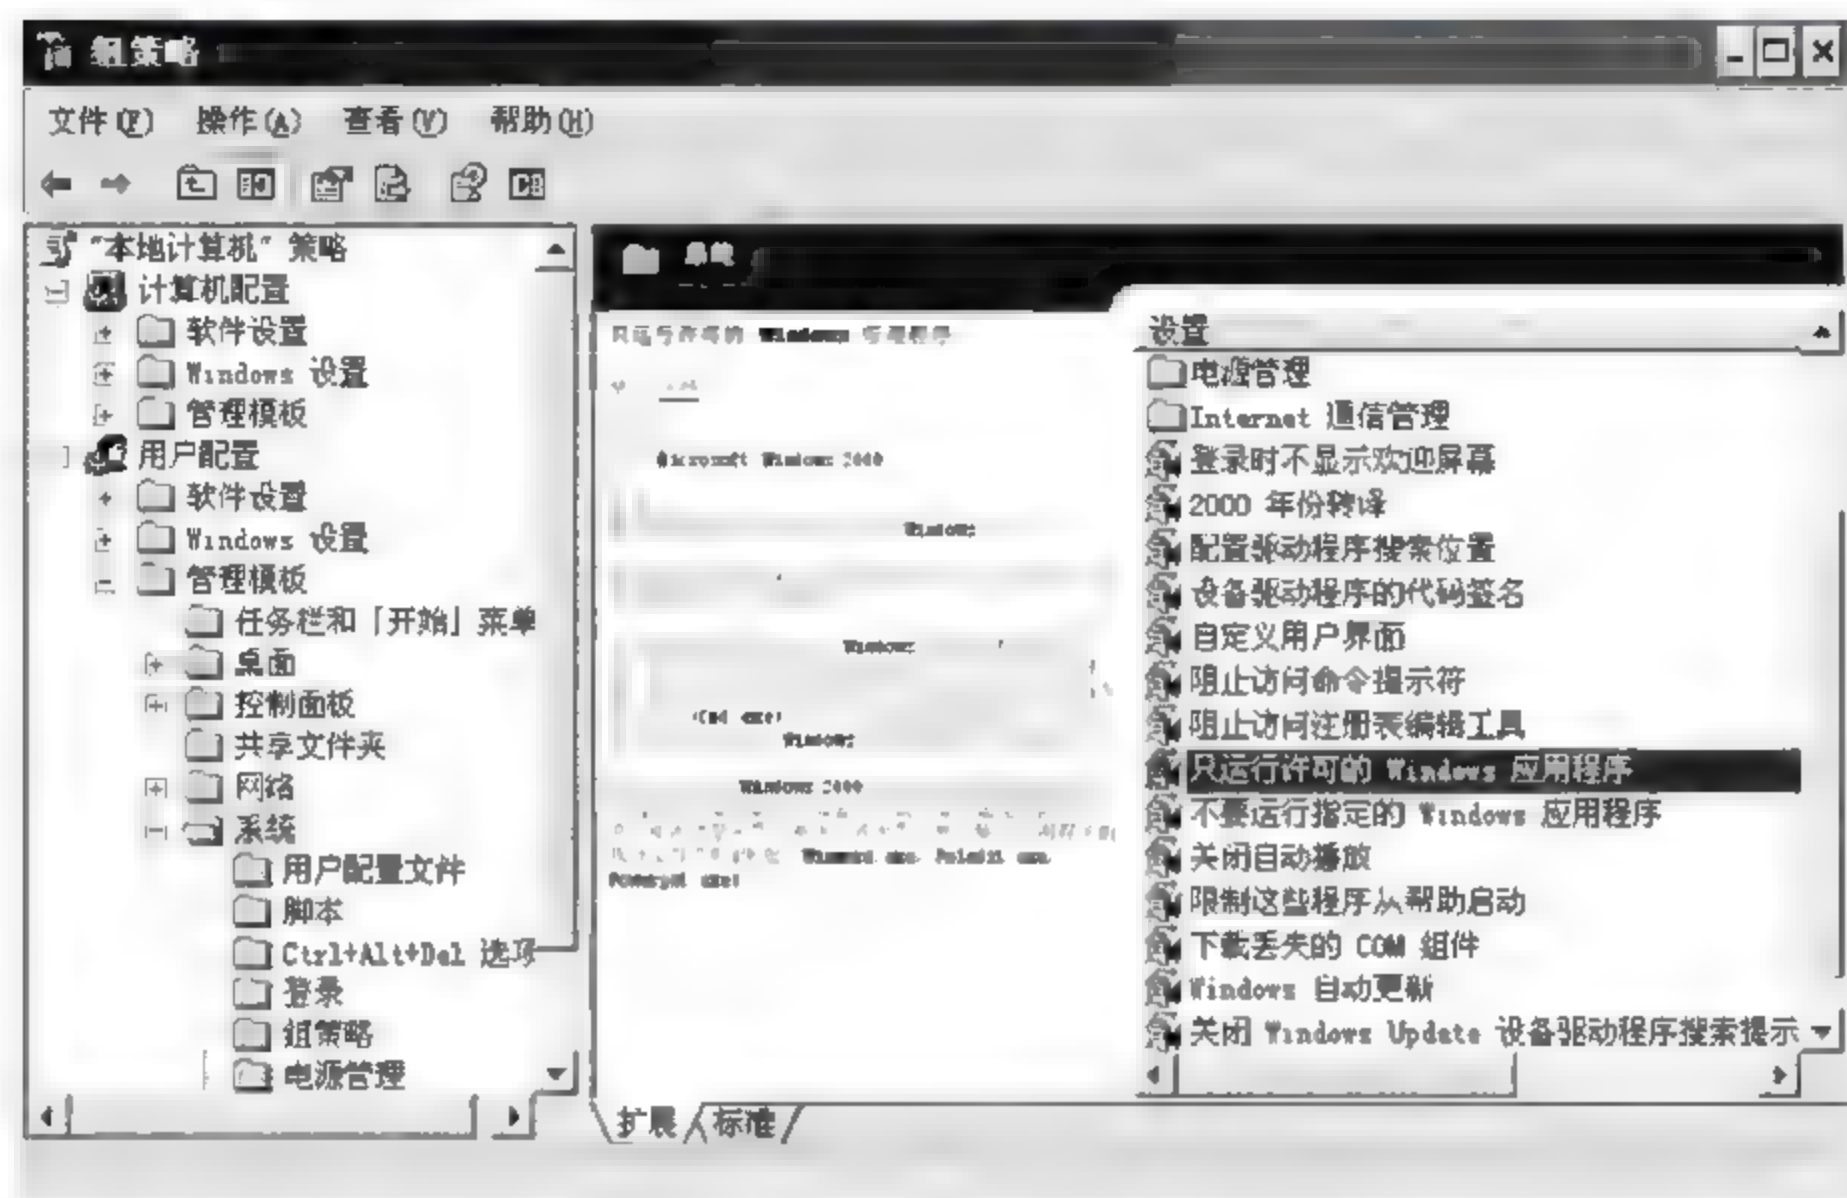 组策略
文件(F) 操作(A) 查看(V) 帮助(H)
"本地计算机" 策略
计算机配置
软件设置
Windows 设置
管理模板
用户配置
软件设置
Windows 设置
管理模板
任务栏和「开始」菜单
桌面
控制面板
共享文件夹
网络
系统
用户配置文件
脚本
Ctrl+Alt+Del 选项
登录
组策略
电源管理
系统
只运行许可的 Windows 应用程序
Microsoft Windows 2000
Windows
Windows
(Cmd exe)
Windows
Windows 2000
Winword exe, Poledit exe,
Powerpnt exe)
设置
电源管理
Internet 通信管理
登录时不显示欢迎屏幕
2000 年份转译
配置驱动程序搜索位置
设备驱动程序的代码签名
自定义用户界面
阻止访问命令提示符
阻止访问注册表编辑工具
只运行许可的 Windows 应用程序
不要运行指定的 Windows 应用程序
关闭自动播放
限制这些程序从帮助启动
下载丢失的 COM 组件
Windows 自动更新
关闭 Windows Update 设备驱动程序搜索提示
扩展 标准